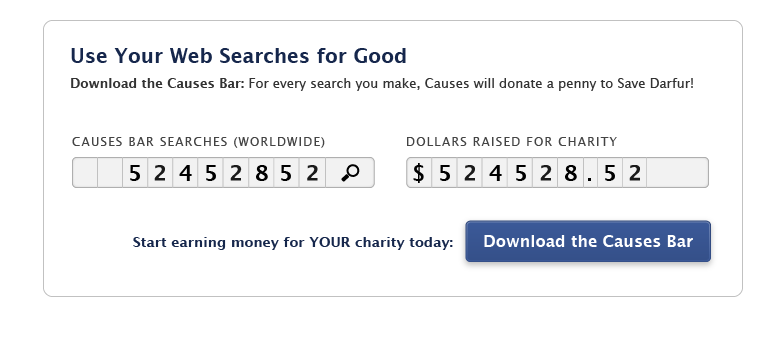 Use Your Web Searches for Good
Download the Causes Bar: For every search you make, Causes will donate a penny to Save Darfur!
CAUSES BAR SEARCHES (WORLDWIDE)
DOLLARS RAISED FOR CHARITY
52452852
$524528.52
Start earning money for YOUR charity today:
Download the Causes Bar